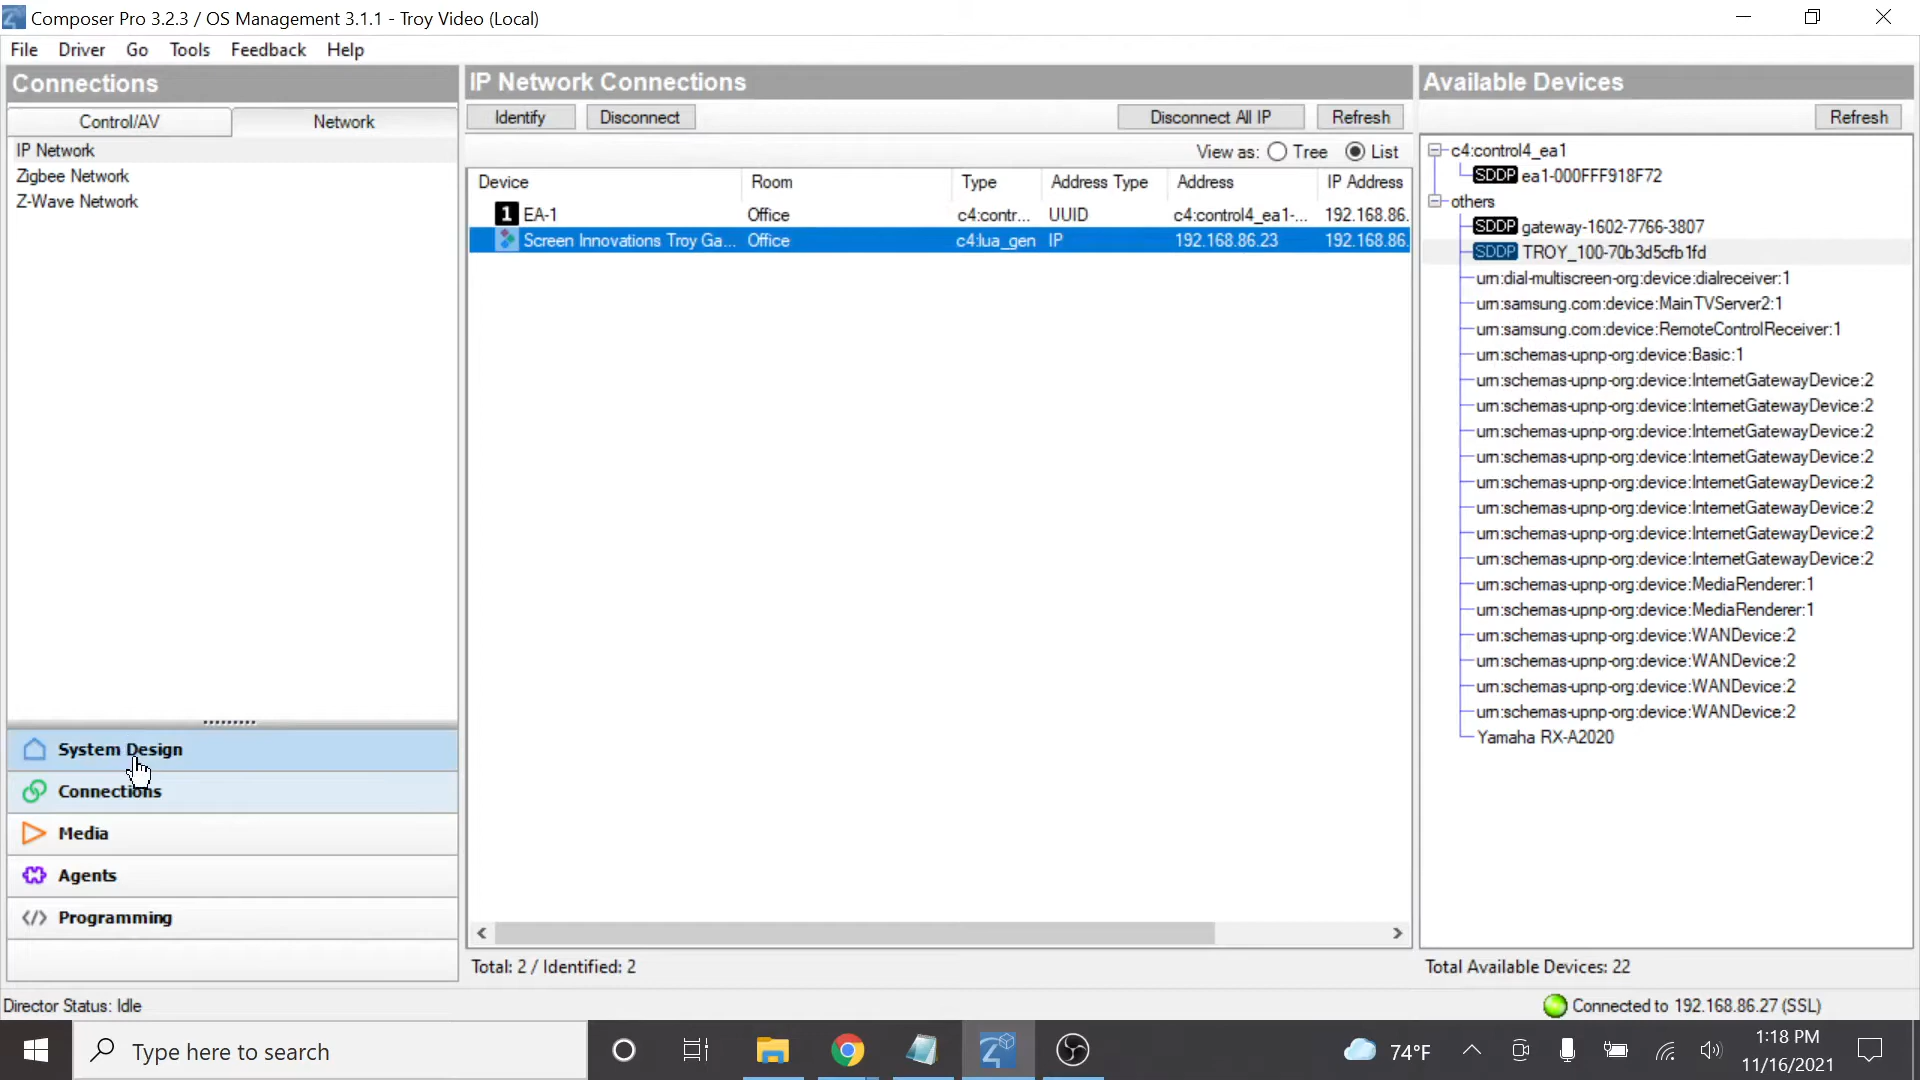 Composer Pro 3.2.3 / OS Management 3.1.1 - Troy Video (Local)
File Driver Go Tools Feedback Help
Connections
Control/AV Network
IP Network
Zigbee Network
Z-Wave Network
System Design
Connections
Media
Agents
Programming
IP Network Connections
Identify Disconnect Disconnect All IP Refresh
View as: Tree List
Device Room Type Address Type Address IP Address
1 EA-1 Office c4:contr... UUID c4:control4_ea1-... 192.168.86.
Screen Innovations Troy Ga... Office c4:lua_gen IP 192.168.86.23 192.168.86.
Total: 2 / Identified: 2
Available Devices
Refresh
c4:control4_ea1
SDDP ea1-000FFF918F72
others
SDDP gateway-1602-7766-3807
SDDP TROY_100-70b3d5cfb1fd
urn:dial-multiscreen-org:device:dialreceiver:1
urn:samsung.com:device:MainTVServer2:1
urn:samsung.com:device:RemoteControlReceiver:1
urn:schemas-upnp-org:device:Basic:1
urn:schemas-upnp-org:device:InternetGatewayDevice:2
urn:schemas-upnp-org:device:InternetGatewayDevice:2
urn:schemas-upnp-org:device:InternetGatewayDevice:2
urn:schemas-upnp-org:device:InternetGatewayDevice:2
urn:schemas-upnp-org:device:InternetGatewayDevice:2
urn:schemas-upnp-org:device:InternetGatewayDevice:2
urn:schemas-upnp-org:device:InternetGatewayDevice:2
urn:schemas-upnp-org:device:InternetGatewayDevice:2
urn:schemas-upnp-org:device:MediaRenderer:1
urn:schemas-upnp-org:device:MediaRenderer:1
urn:schemas-upnp-org:device:WANDevice:2
urn:schemas-upnp-org:device:WANDevice:2
urn:schemas-upnp-org:device:WANDevice:2
urn:schemas-upnp-org:device:WANDevice:2
Yamaha RX-A2020
Total Available Devices: 22
Director Status: Idle
Connected to 192.168.86.27 (SSL)
Type here to search
74°F
1:18 PM
11/16/2021